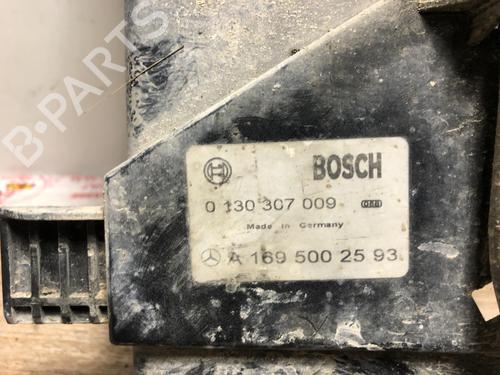 B-PARTS
BOSCH
0 130 307 009
Made in Germany
A 169 500 25 93